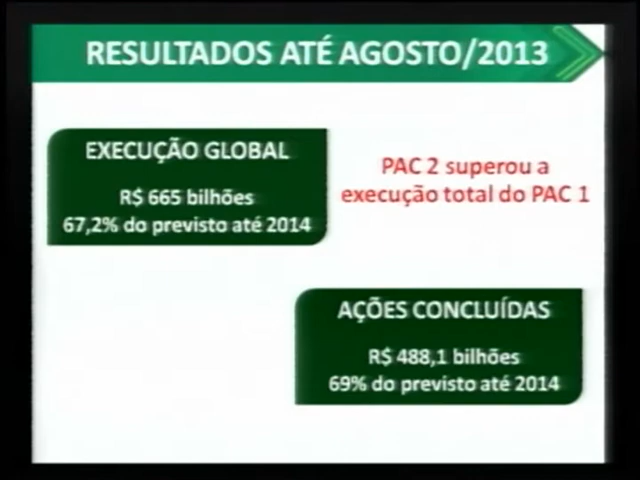 RESULTADOS ATÉ AGOSTO/2013
EXECUÇÃO GLOBAL
R$ 665 bilhões
67,2% do previsto até 2014
PAC 2 superou a
execução total do PAC 1
AÇÕES CONCLUÍDAS
R$ 488,1 bilhões
69% do previsto até 2014